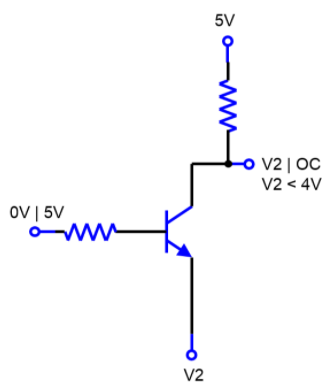 5V
V2 | OC
V2 < 4V
0V | 5V
V2